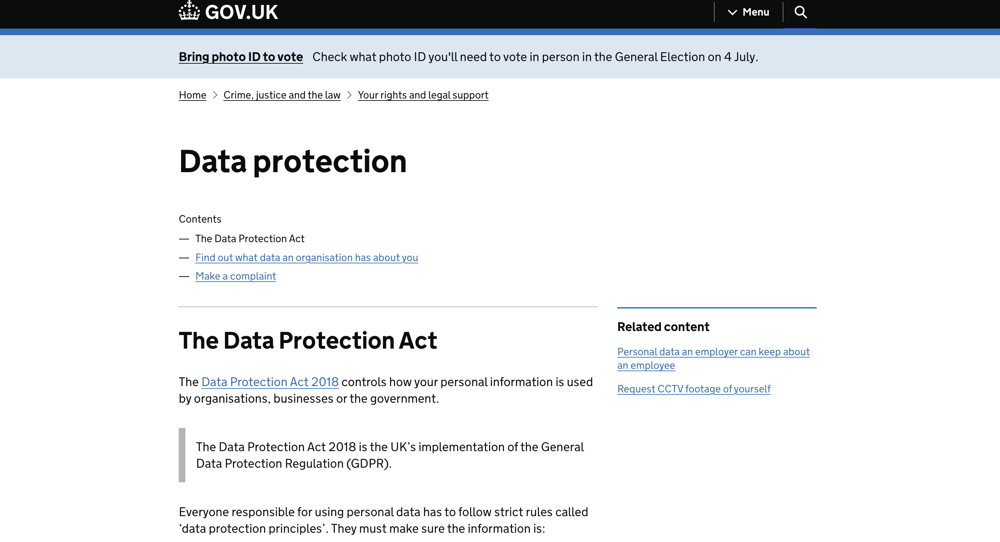 GOV.UK
Menu
Bring photo ID to vote Check what photo ID you'll need to vote in person in the General Election on 4 July.
Home > Crime, justice and the law > Your rights and legal support
Data protection
Contents
— The Data Protection Act
— Find out what data an organisation has about you
— Make a complaint
The Data Protection Act
The Data Protection Act 2018 controls how your personal information is used
by organisations, businesses or the government.
The Data Protection Act 2018 is the UK’s implementation of the General
Data Protection Regulation (GDPR).
Everyone responsible for using personal data has to follow strict rules called
‘data protection principles’. They must make sure the information is:
Related content
Personal data an employer can keep about
an employee
Request CCTV footage of yourself